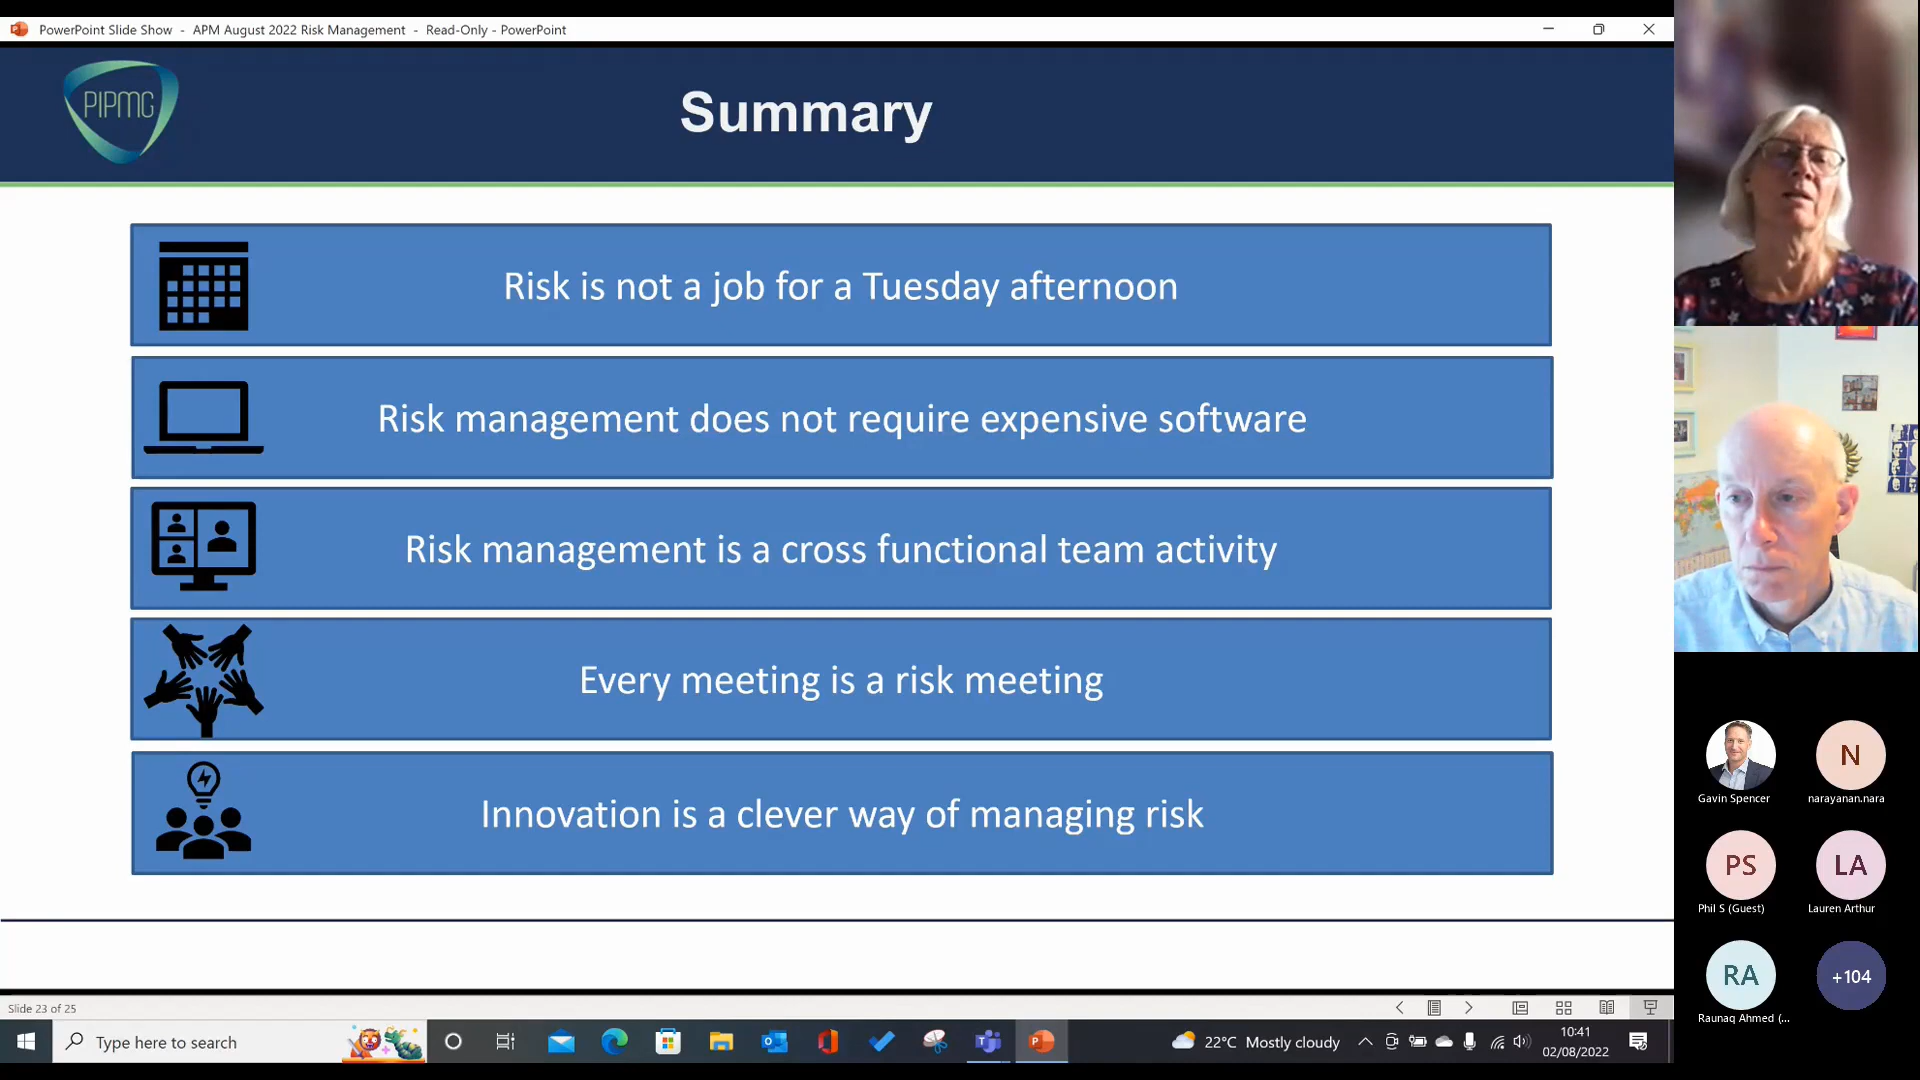 PowerPoint Slide Show - APM August 2022 Risk Management - Read-Only - PowerPoint
PIPMG
Summary
Risk is not a job for a Tuesday afternoon
Risk management does not require expensive software
Risk management is a cross functional team activity
Every meeting is a risk meeting
Innovation is a clever way of managing risk
Gavin Spencer
N
narayanan.nara
PS
Phil S (Guest)
LA
Lauren Arthur
RA
Raunaq Ahmed (...
+104
Slide 23 of 25
Type here to search
22°C Mostly cloudy
10:41
02/08/2022